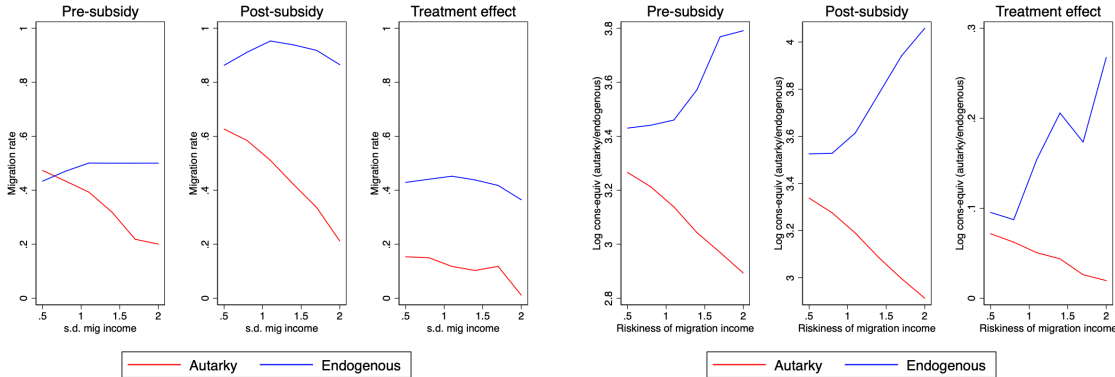 Pre-subsidy
Post-subsidy
Treatment effect
Migration rate
0
.2
.4
.6
.8
1
.5
1
1.5
2
s.d. mig income
Migration rate
0
.2
.4
.6
.8
1
.5
1
1.5
2
s.d. mig income
Migration rate
0
.2
.4
.6
.8
1
.5
1
1.5
2
s.d. mig income
Autarky
Endogenous
Pre-subsidy
Post-subsidy
Treatment effect
Log cons-equiv (autarky/endogenous)
2.8
3
3.2
3.4
3.6
3.8
.5
1
1.5
2
Riskiness of migration income
Log cons-equiv (autarky/endogenous)
3
3.2
3.4
3.6
3.8
4
.5
1
1.5
2
Riskiness of migration income
Log cons-equiv (autarky/endogenous)
0
.1
.2
.3
.5
1
1.5
2
Riskiness of migration income
Autarky
Endogenous